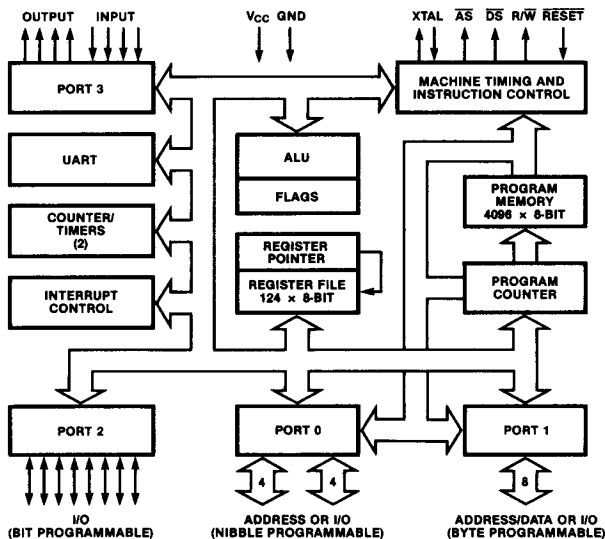 OUTPUT INPUT
VCC GND
XTAL AS DS R/W RESET
PORT 3
MACHINE TIMING AND
INSTRUCTION CONTROL
UART
ALU
FLAGS
PROGRAM
MEMORY
4096 × 8-BIT
COUNTER/
TIMERS
(2)
REGISTER
POINTER
REGISTER FILE
124 × 8-BIT
PROGRAM
COUNTER
INTERRUPT
CONTROL
PORT 2
PORT 0
PORT 1
4
4
8
I/O
(BIT PROGRAMMABLE)
ADDRESS OR I/O
(NIBBLE PROGRAMMABLE)
ADDRESS/DATA OR I/O
(BYTE PROGRAMMABLE)